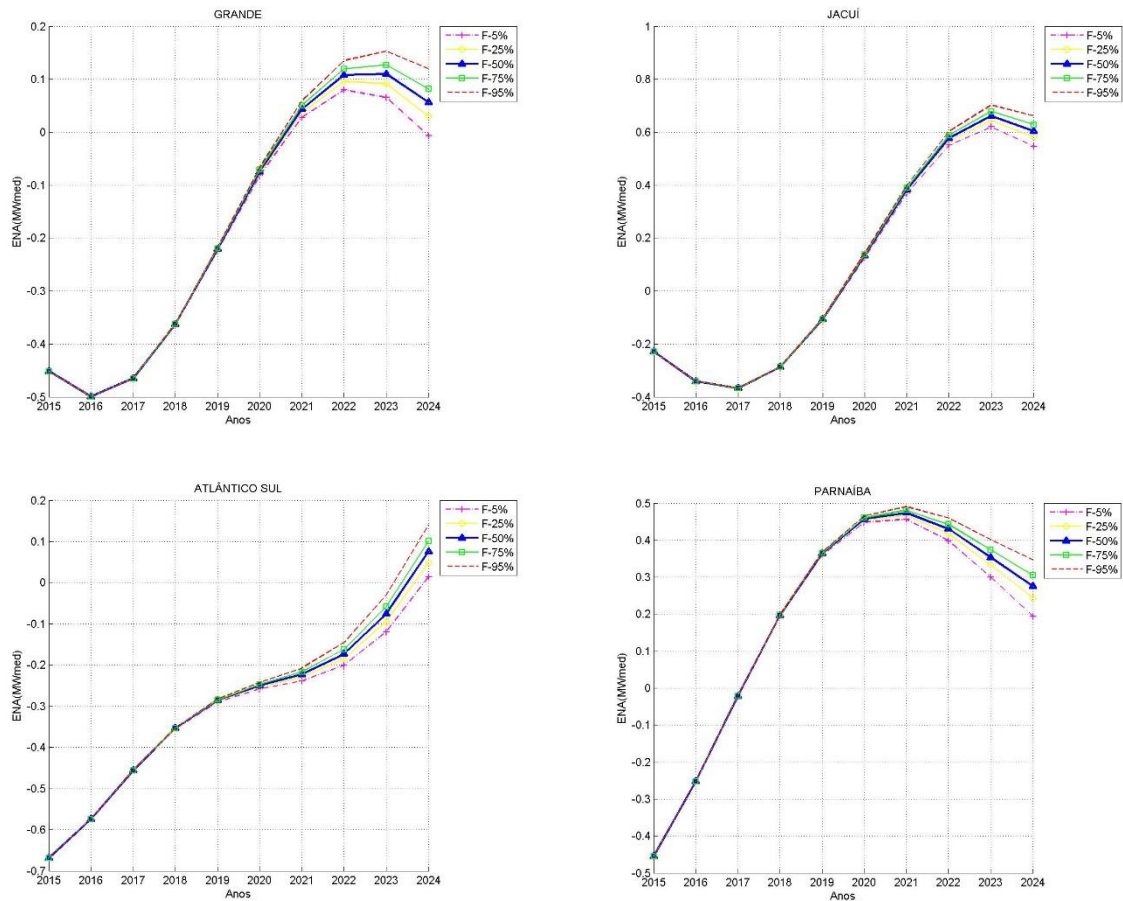 GRANDE
0.2
0.1
0
-0.1
-0.2
-0.3
-0.4
-0.5
ENA(MWmed)
2015 2016 2017 2018 2019 2020 2021 2022 2023 2024
Anos
F-5%
F-25%
F-50%
F-75%
F-95%
JACUÍ
1
0.8
0.6
0.4
0.2
0
-0.2
-0.4
ENA(MWmed)
2015 2016 2017 2018 2019 2020 2021 2022 2023 2024
Anos
F-5%
F-25%
F-50%
F-75%
F-95%
ATLÂNTICO SUL
0.2
0.1
0
-0.1
-0.2
-0.3
-0.4
-0.5
-0.6
-0.7
ENA(MWmed)
2015 2016 2017 2018 2019 2020 2021 2022 2023 2024
Anos
F-5%
F-25%
F-50%
F-75%
F-95%
PARNAÍBA
0.5
0.4
0.3
0.2
0.1
0
-0.1
-0.2
-0.3
-0.4
-0.5
ENA(MWmed)
2015 2016 2017 2018 2019 2020 2021 2022 2023 2024
Anos
F-5%
F-25%
F-50%
F-75%
F-95%